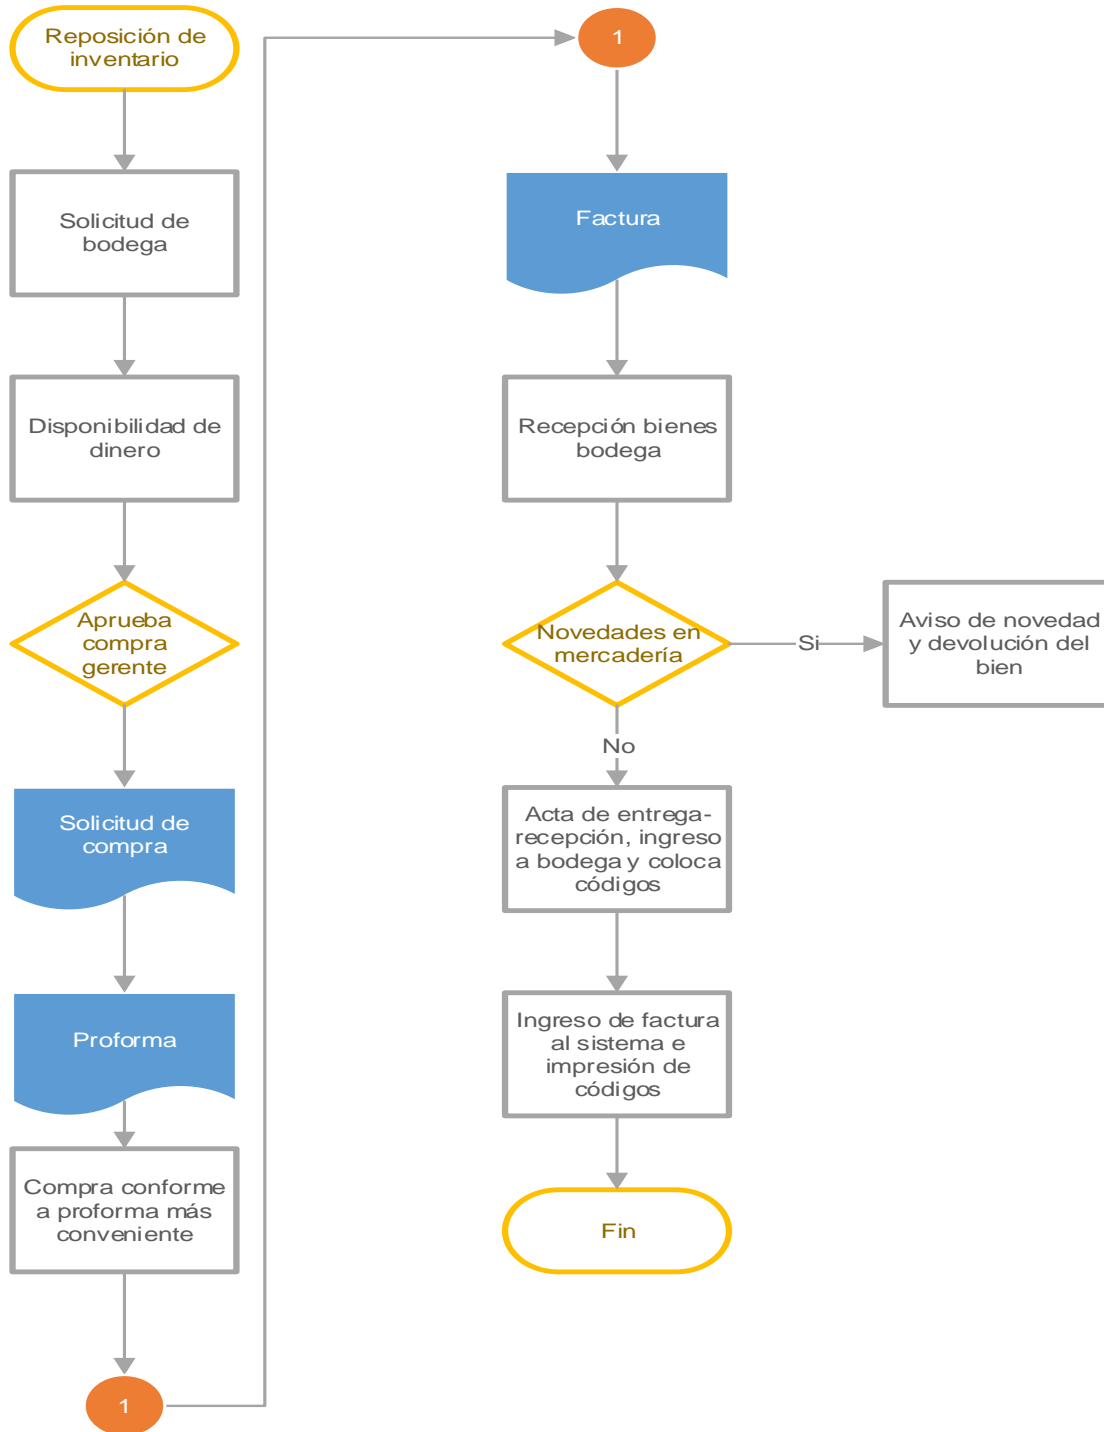 Reposición de
inventario
Solicitud de
bodega
Disponibilidad de
dinero
Aprueba
compra
gerente
Solicitud de
compra
Proforma
Compra conforme
a proforma más
conveniente
1
1
Factura
Recepción bienes
bodega
Novedades en
mercadería
Si
Aviso de novedad
y devolución del
bien
No
Acta de entrega-
recepción, ingreso
a bodega y coloca
códigos
Ingreso de factura
al sistema e
impresión de
códigos
Fin